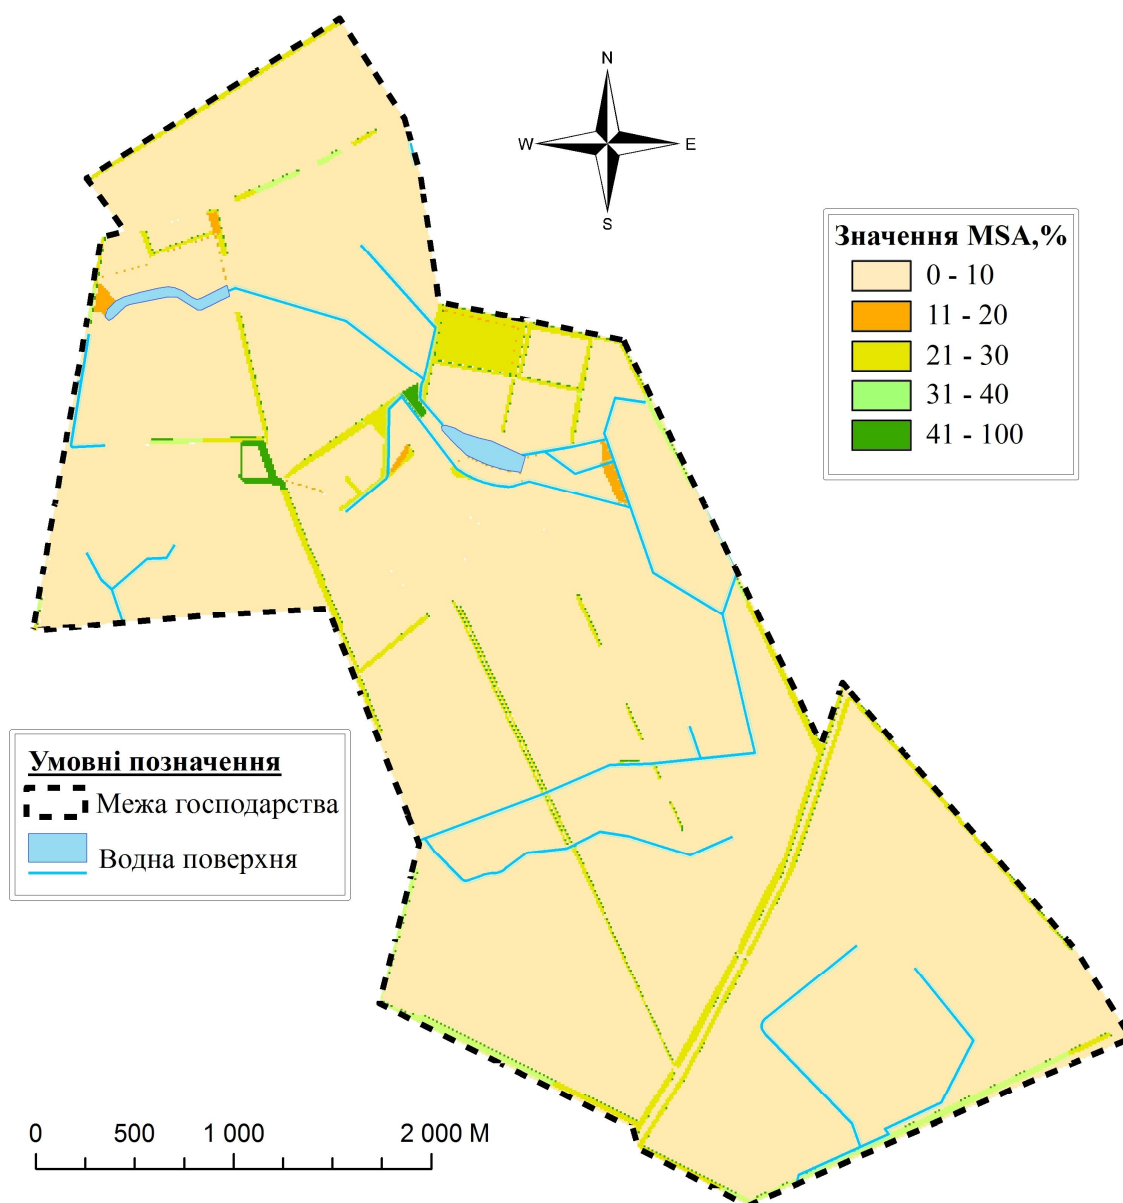 N
W
E
S
Значення MSA,%
0 - 10
11 - 20
21 - 30
31 - 40
41 - 100
Умовні позначення
Межа господарства
Водна поверхня
0 500 1 000 2 000 М